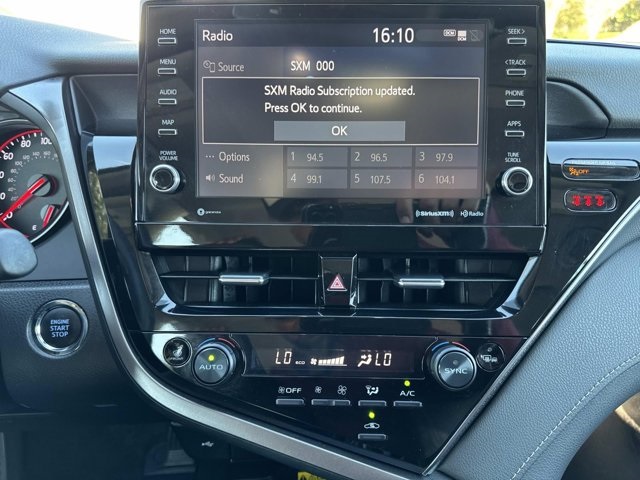 HOME
MENU
AUDIO
MAP
POWER
VOLUME
Radio 16:10
Source SXM 000
SXM Radio Subscription updated.
Press OK to continue.
OK
Options 1 94.5 2 96.5 3 97.9
Sound 4 99.1 5 107.5 6 104.1
SEEK>
<TRACK
PHONE
APPS
TUNE
SCROLL
SiriusXM HD Radio
OFF
80
100
ENGINE
START
STOP
AUTO
LO ECO LO
SYNC
OFF
A/C